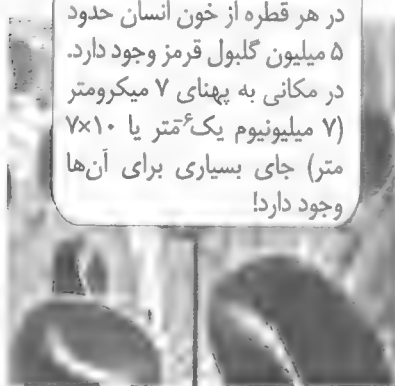 در هر قطره از خون انسان حدود
۵ میلیون گلبول قرمز وجود دارد.
در مکانی به پهنای ۷ میکرومتر
(۷ میلیونیوم یک متر یا ۷×۱۰⁻⁶
متر) جای بسیاری برای آن‌ها
وجود دارد!